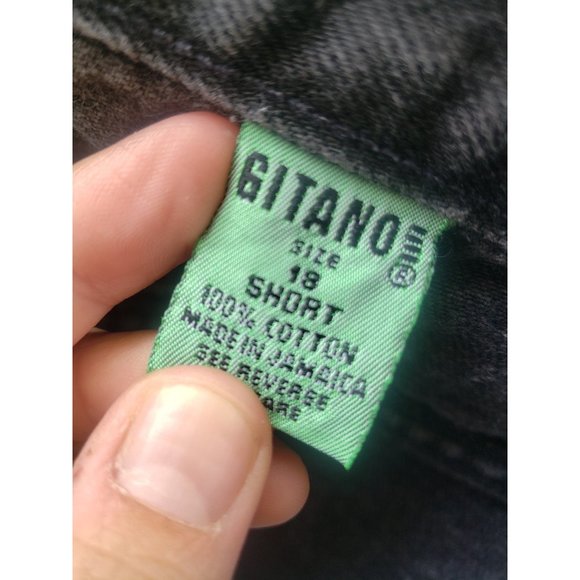 GITANO
®
SIZE
18
SHORT
100% COTTON
MADE IN JAMAICA
SEE REVERSE